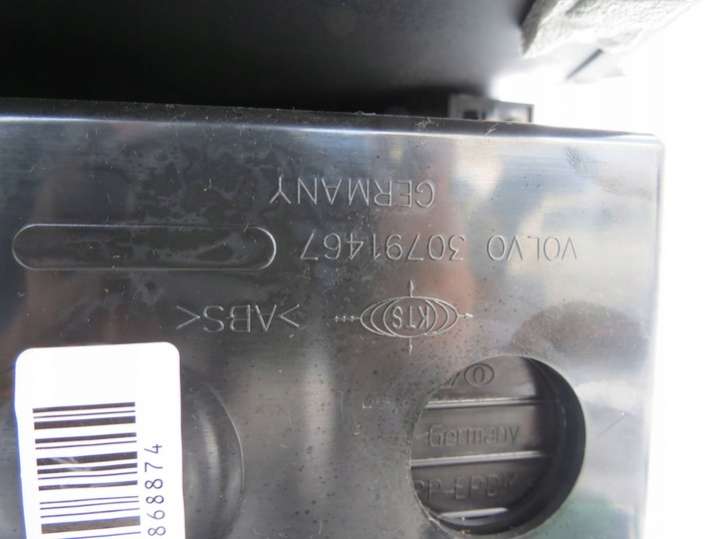 GERMANY
VOLVO 30791467
KTS
>ABS<
Germany
868874